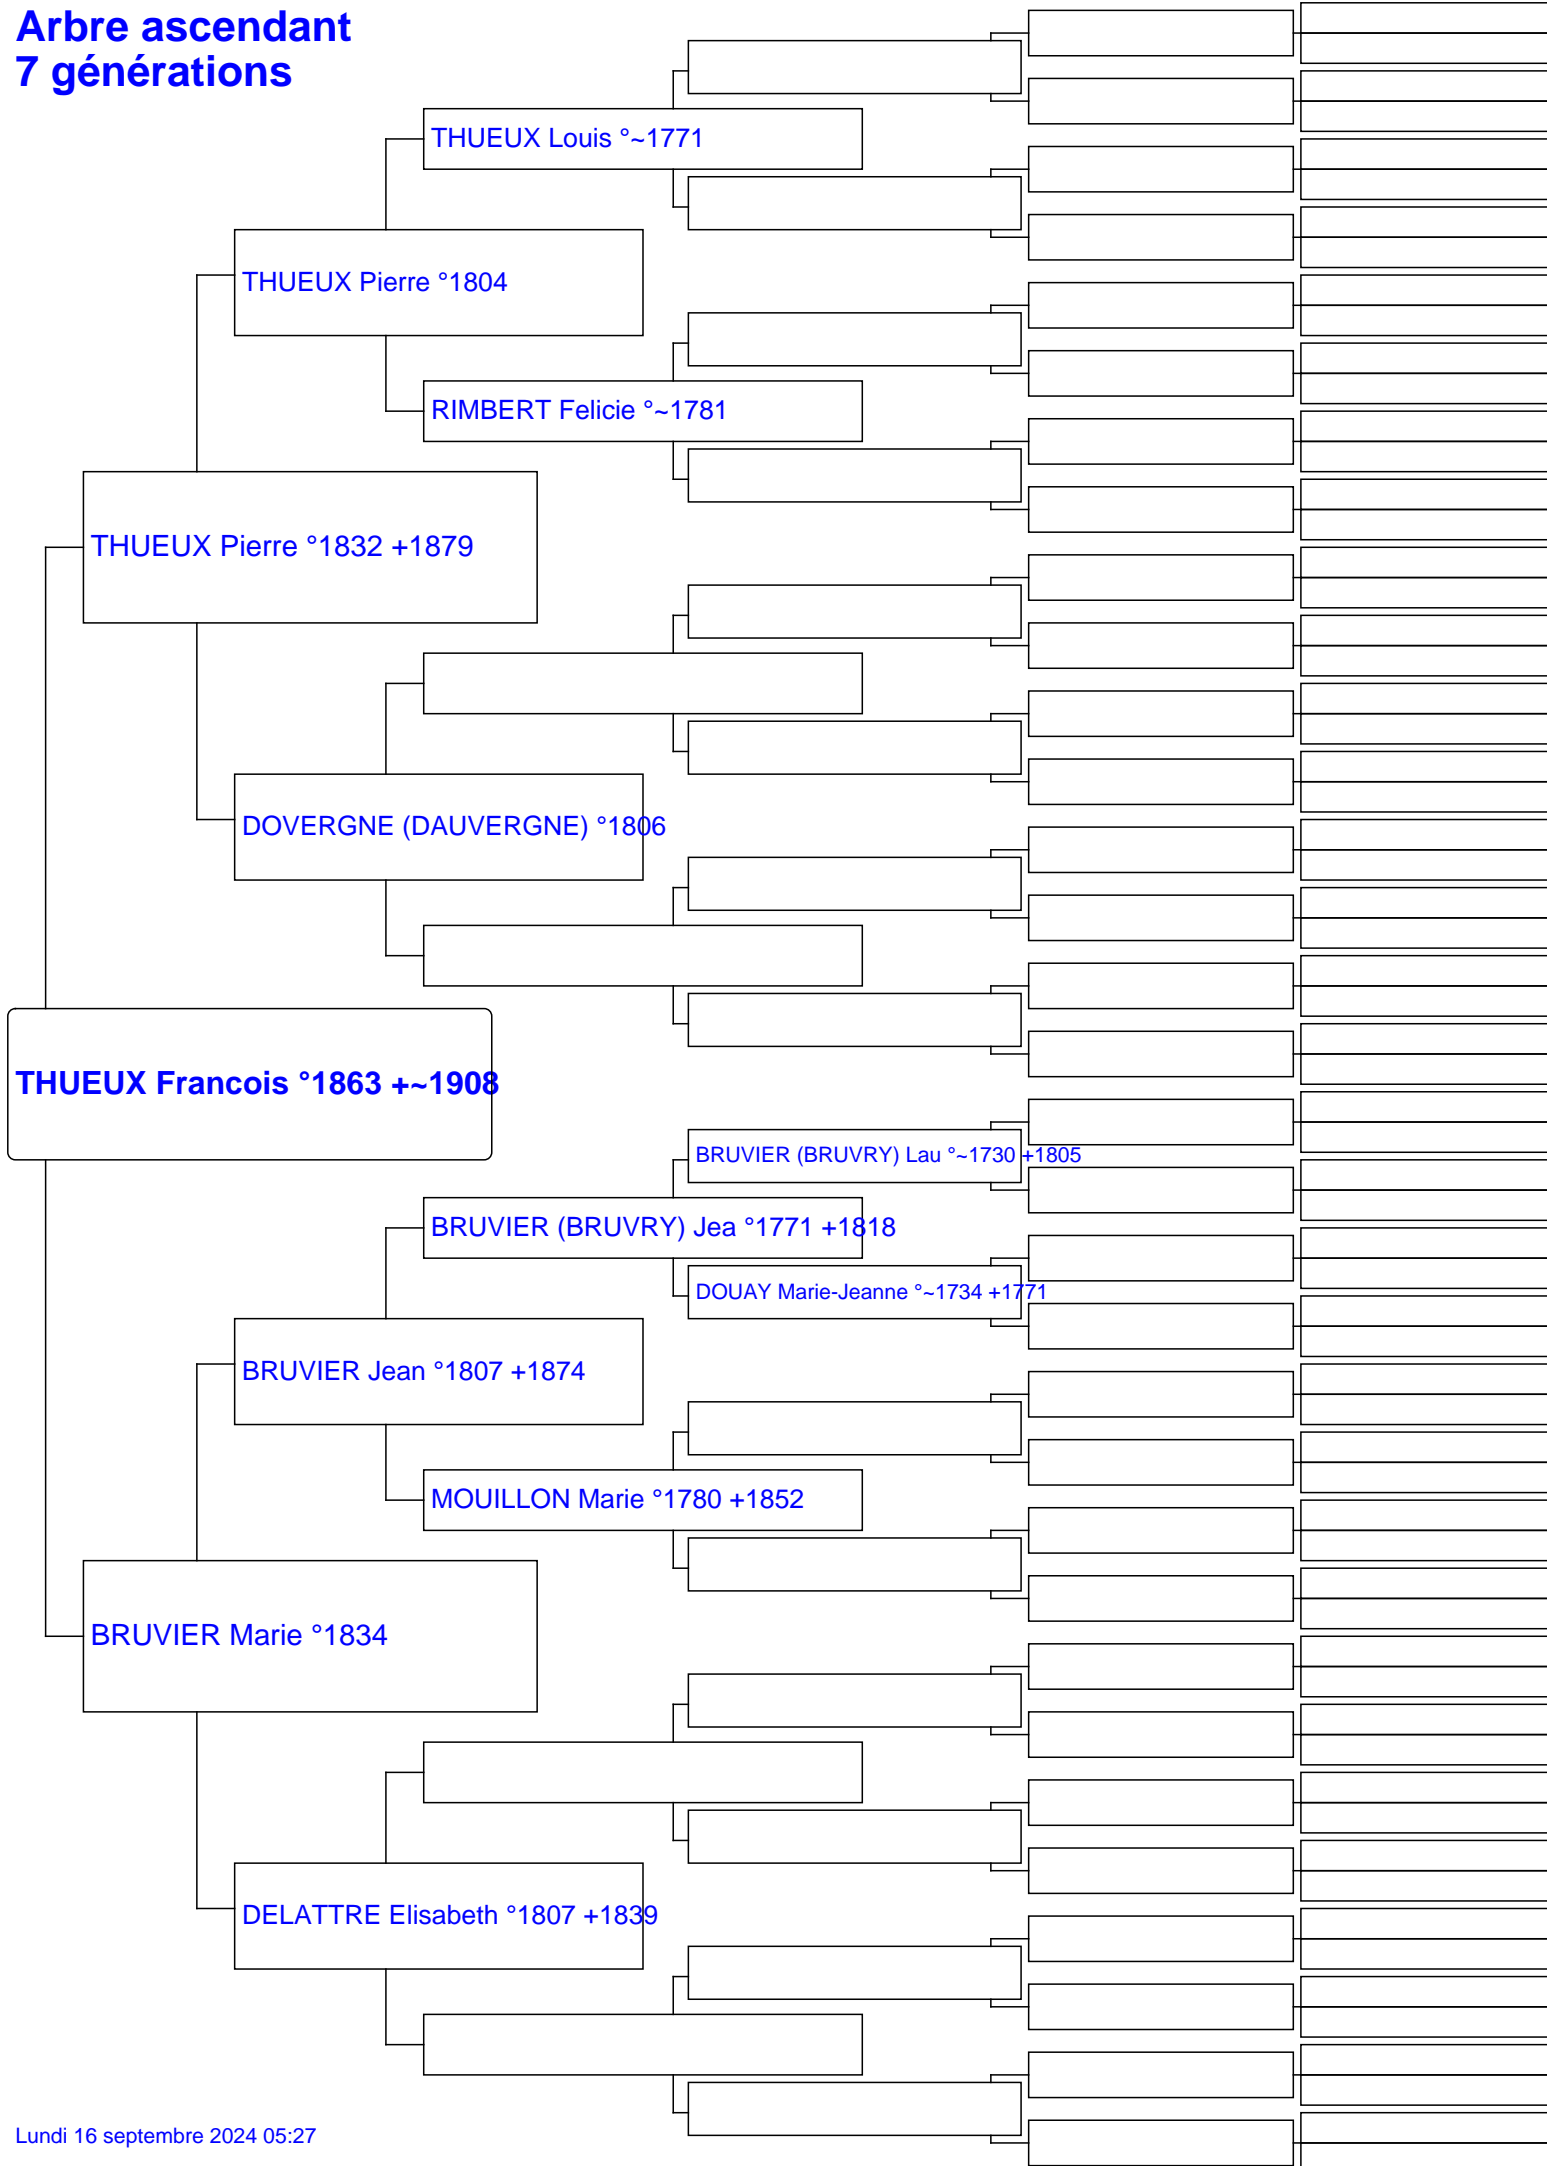 Arbre ascendant
7 générations
THUEUX Louis °~1771
THUEUX Pierre °1804
RIMBERT Felicie °~1781
THUEUX Pierre °1832 +1879
DOVERGNE (DAUVERGNE) °1806
THUEUX Francois °1863 +~1908
BRUVIER (BRUVRY) Lau °~1730 +1805
BRUVIER (BRUVRY) Jea °1771 +1818
DOUAY Marie-Jeanne °~1734 +1771
BRUVIER Jean °1807 +1874
MOUILLON Marie °1780 +1852
BRUVIER Marie °1834
DELATTRE Elisabeth °1807 +1839
Lundi 16 septembre 2024 05:27